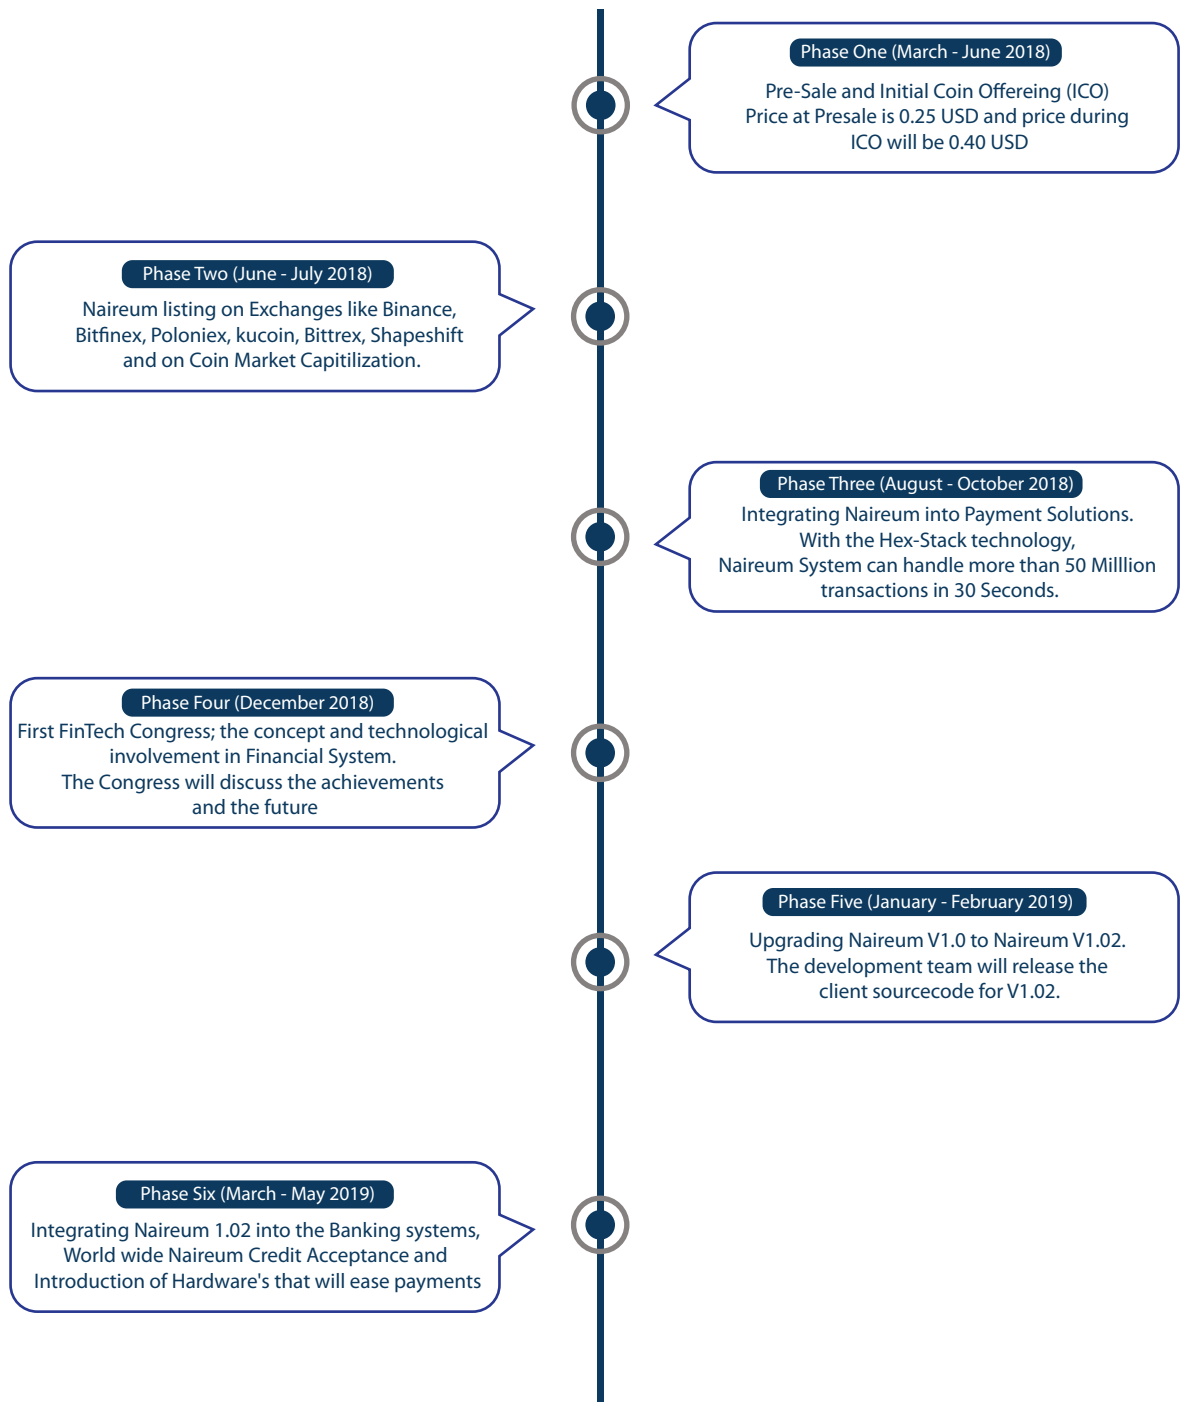 Phase One (March - June 2018)
Pre-Sale and Initial Coin Offereing (ICO)
Price at Presale is 0.25 USD and price during
ICO will be 0.40 USD
Phase Two (June - July 2018)
Naireum listing on Exchanges like Binance,
Bitfinex, Poloniex, kucoin, Bittrex, Shapeshift
and on Coin Market Capitilization.
Phase Three (August - October 2018)
Integrating Naireum into Payment Solutions.
With the Hex-Stack technology,
Naireum System can handle more than 50 Milllion
transactions in 30 Seconds.
Phase Four (December 2018)
First FinTech Congress; the concept and technological
involvement in Financial System.
The Congress will discuss the achievements
and the future
Phase Five (January - February 2019)
Upgrading Naireum V1.0 to Naireum V1.02.
The development team will release the
client sourcecode for V1.02.
Phase Six (March - May 2019)
Integrating Naireum 1.02 into the Banking systems,
World wide Naireum Credit Acceptance and
Introduction of Hardware's that will ease payments